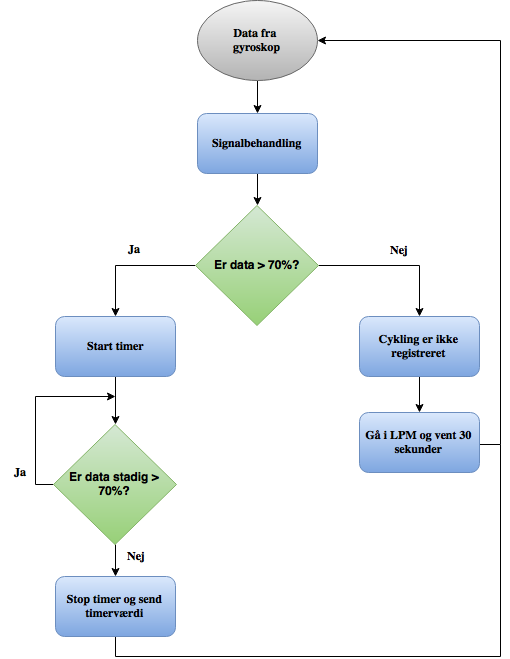 Data fra
gyroskop
Signalbehandling
Er data > 70%?
Ja
Nej
Start timer
Cykling er ikke
registreret
Gå i LPM og vent 30
sekunder
Er data stadig >
70%?
Ja
Nej
Stop timer og send
timerværdi